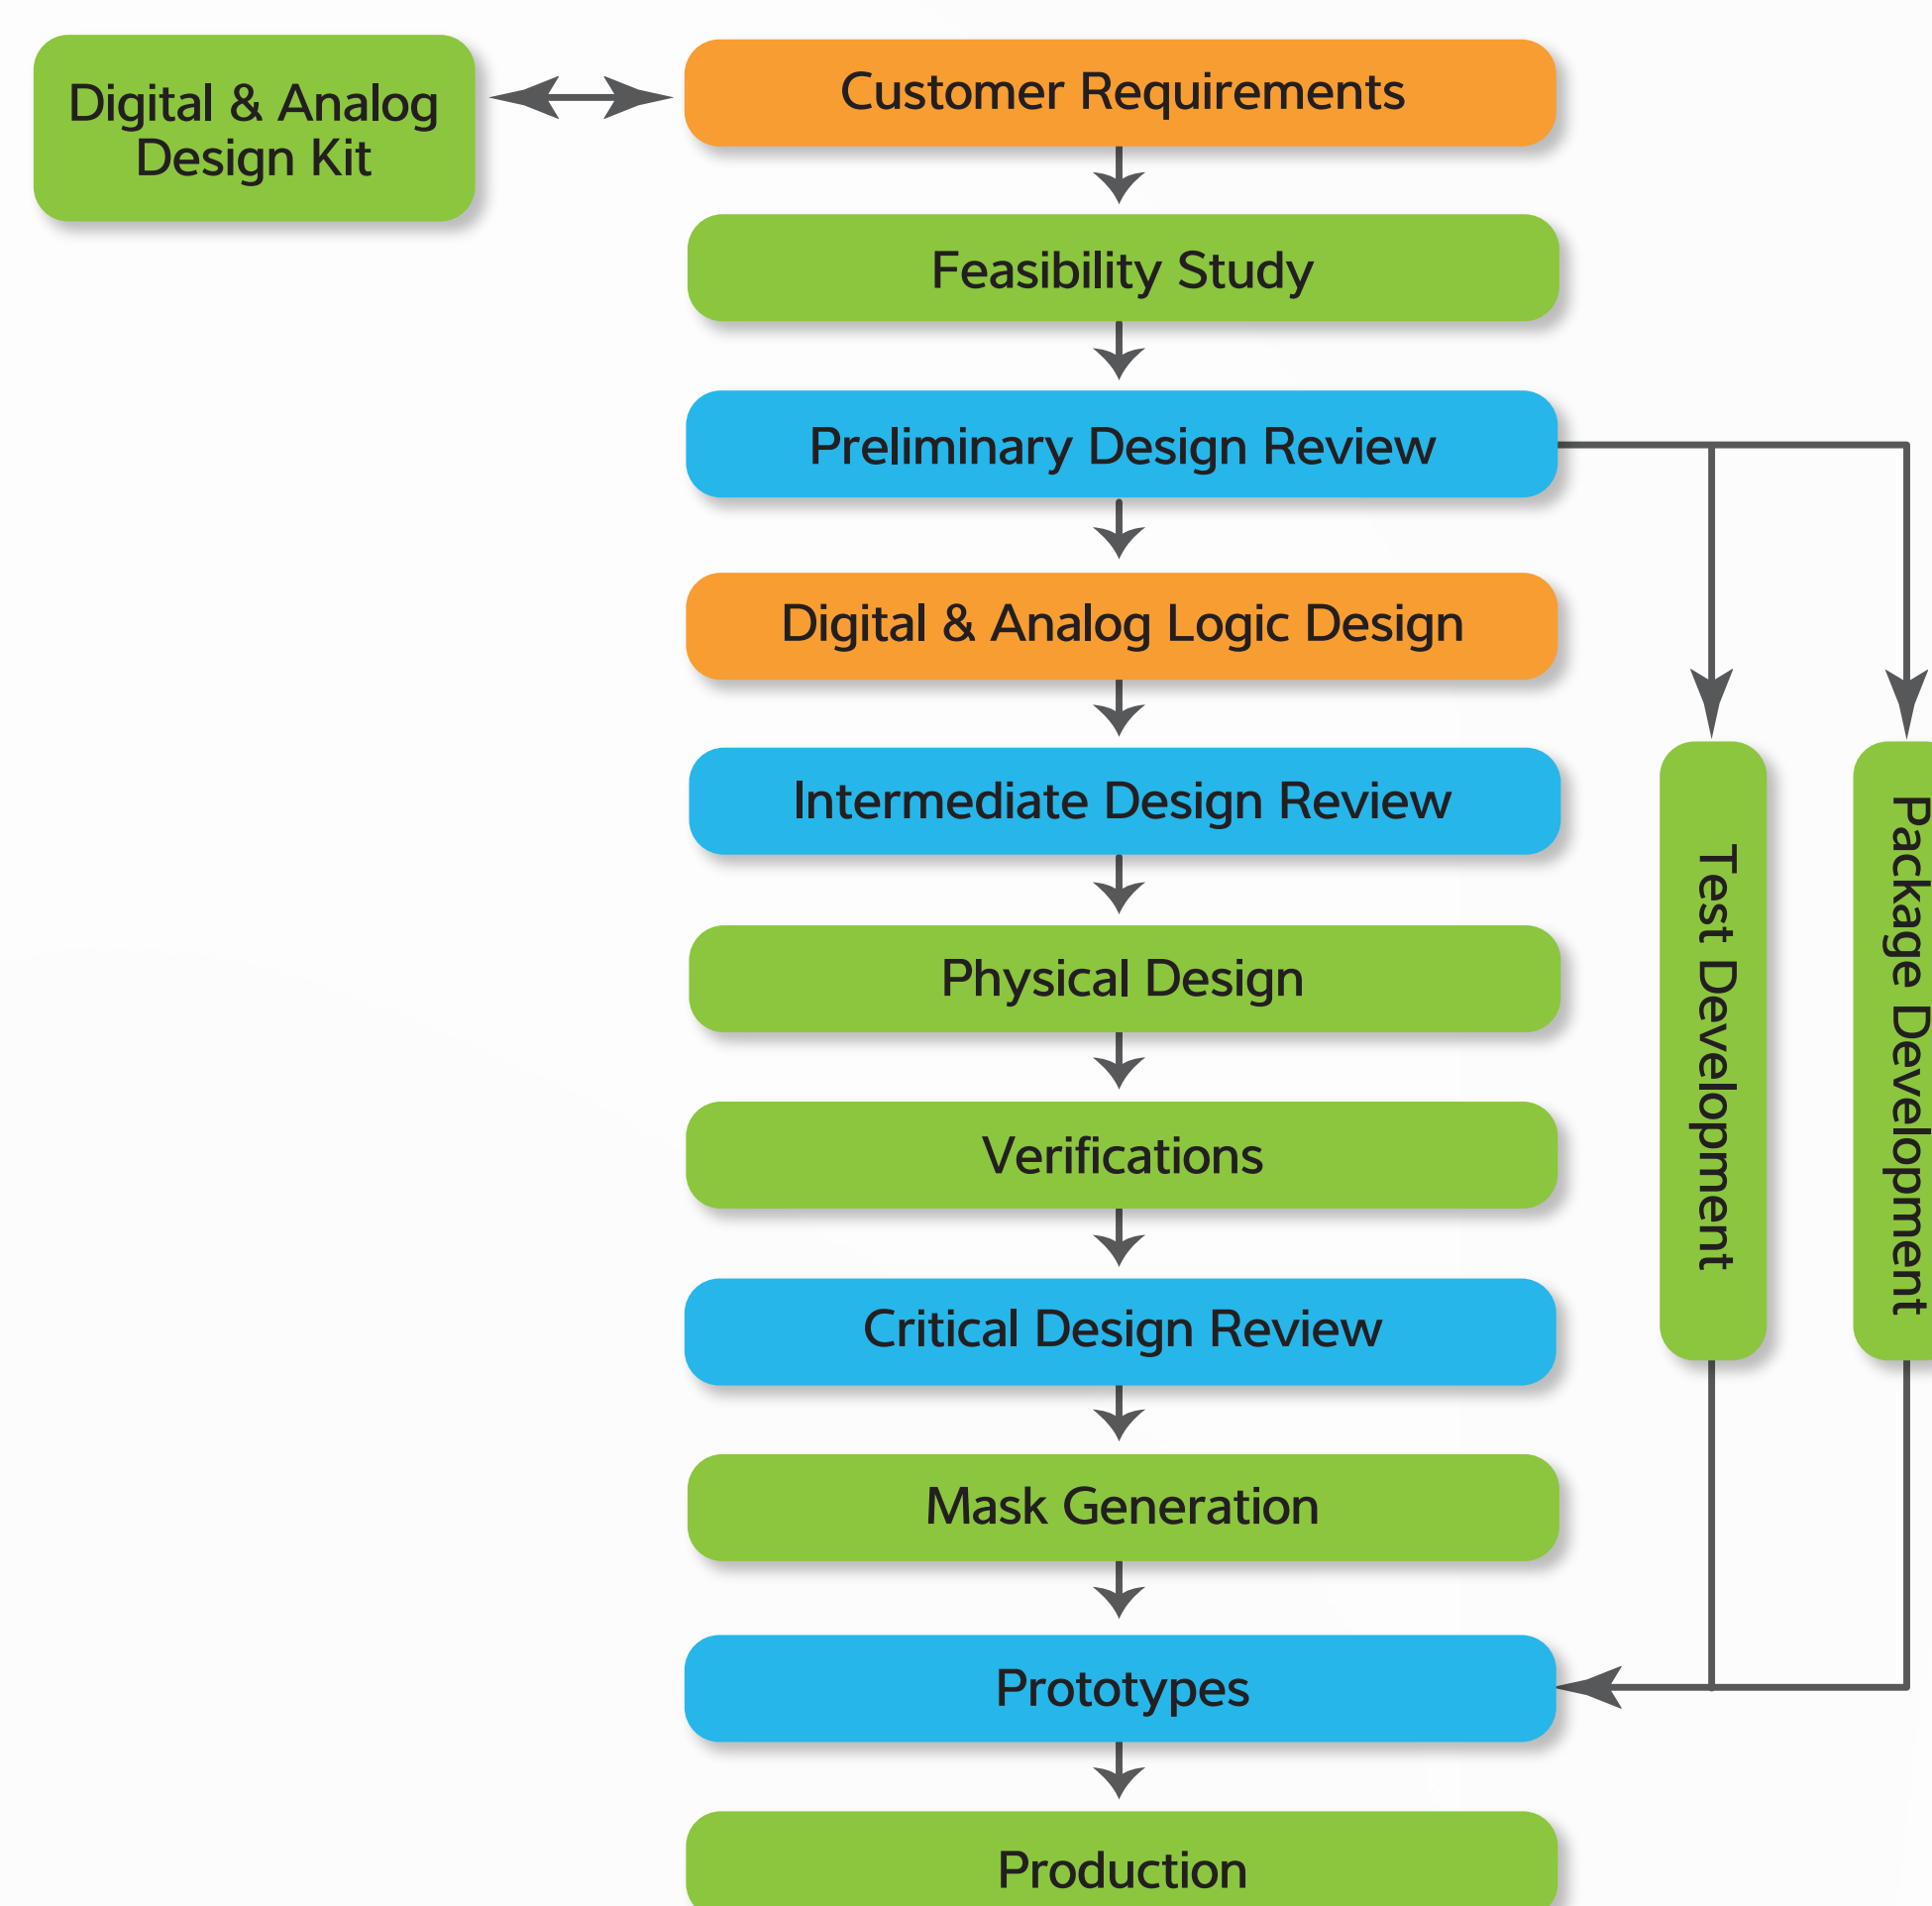 Digital & Analog
Design Kit
Customer Requirements
Feasibility Study
Preliminary Design Review
Digital & Analog Logic Design
Intermediate Design Review
Physical Design
Verifications
Critical Design Review
Mask Generation
Prototypes
Production
Test Development
Package Development